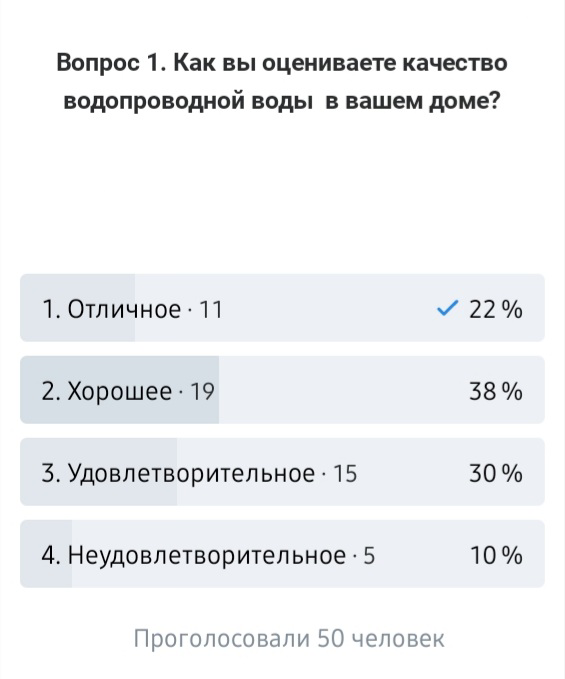 Вопрос 1. Как вы оцениваете качество
водопроводной воды  в вашем доме?
1. Отличное · 11 22 %
2. Хорошее · 19 38 %
3. Удовлетворительное · 15 30 %
4. Неудовлетворительное · 5 10 %
Проголосовали 50 человек